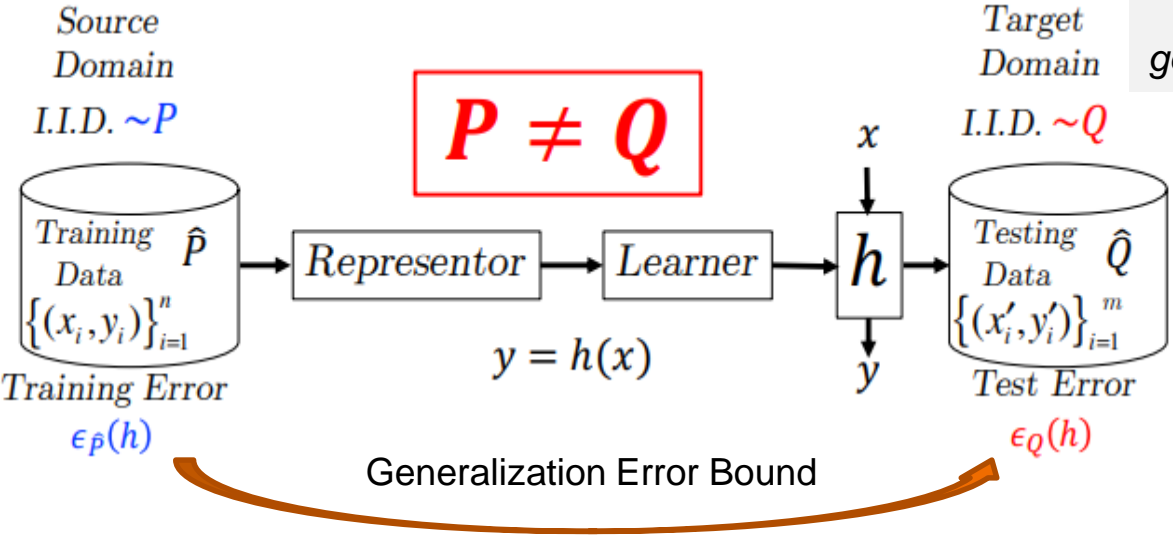 Source
Domain
I.I.D. ~P
Training P̂
Data
{(xᵢ, yᵢ)}ⁿᵢ₌₁
Training Error
ϵ_P̂(h)
P ≠ Q
Representor
Learner
y = h(x)
x
h
y
Target
Domain
I.I.D. ~Q
Testing Q̂
Data
{(x′ᵢ, y′ᵢ)}ᵐᵢ₌₁
Test Error
ϵ_Q(h)
Generalization Error Bound